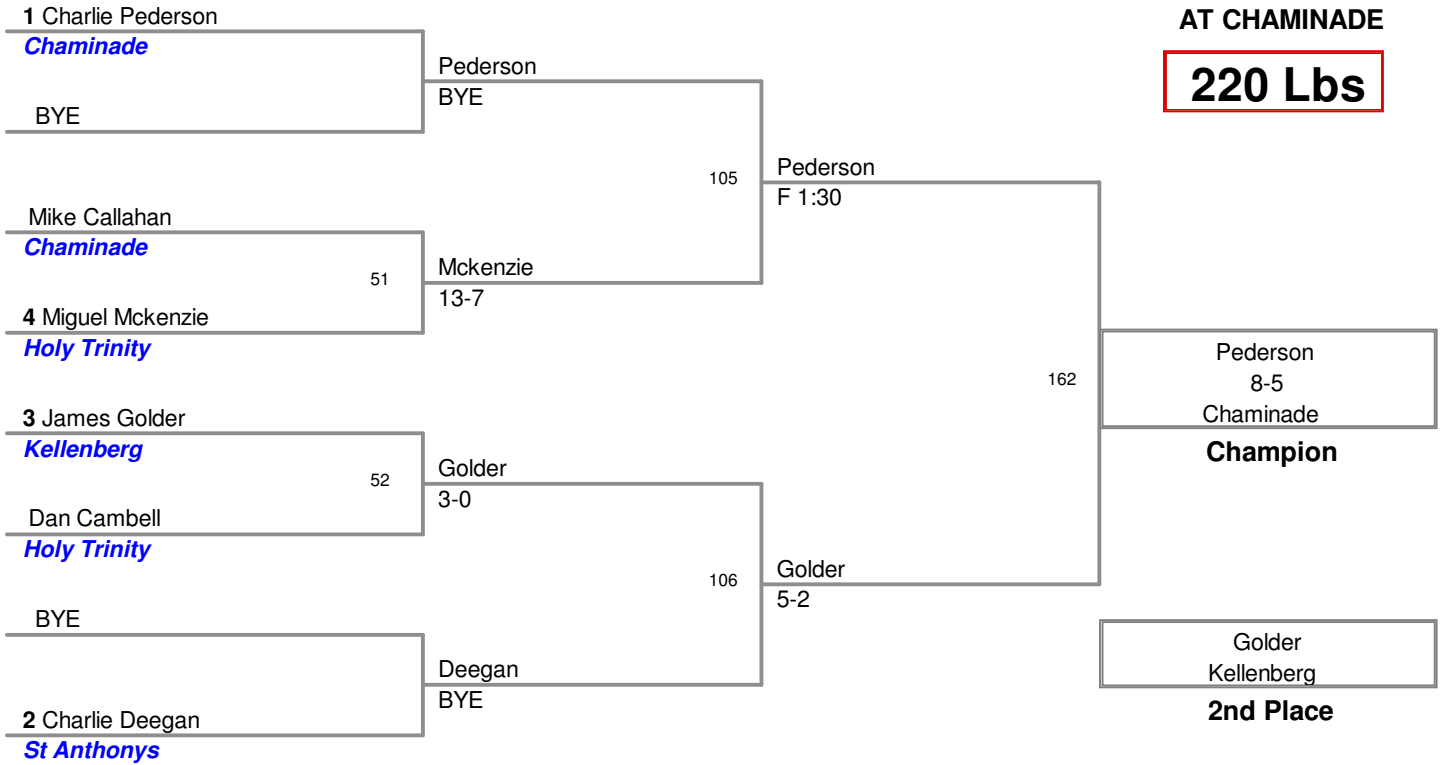 1 Charlie Pederson
Chaminade
BYE
Mike Callahan
Chaminade
4 Miguel Mckenzie
Holy Trinity
3 James Golder
Kellenberg
Dan Cambell
Holy Trinity
BYE
2 Charlie Deegan
St Anthonys
51
52
Pederson
BYE
Mckenzie
13-7
Golder
3-0
Deegan
BYE
105
106
Pederson
F 1:30
Golder
5-2
162
AT CHAMINADE
220 Lbs
Pederson
8-5
Chaminade
Champion
Golder
Kellenberg
2nd Place